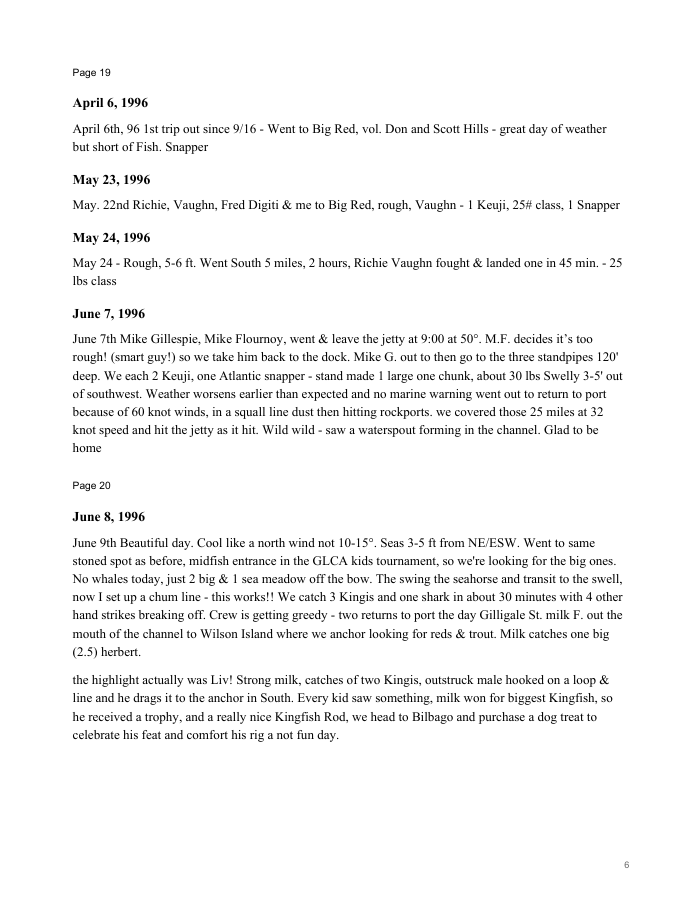 Page 19
April 6, 1996
April 6th, 96 1st trip out since 9/16 - Went to Big Red, vol. Don and Scott Hills - great day of weather
but short of Fish. Snapper
May 23, 1996
May. 22nd Richie, Vaughn, Fred Digiti & me to Big Red, rough, Vaughn - 1 Keuji, 25# class, 1 Snapper
May 24, 1996
May 24 - Rough, 5-6 ft. Went South 5 miles, 2 hours, Richie Vaughn fought & landed one in 45 min. - 25
lbs class
June 7, 1996
June 7th Mike Gillespie, Mike Flournoy, went & leave the jetty at 9:00 at 50°. M.F. decides it’s too
rough! (smart guy!) so we take him back to the dock. Mike G. out to then go to the three standpipes 120'
deep. We each 2 Keuji, one Atlantic snapper - stand made 1 large one chunk, about 30 lbs Swelly 3-5' out
of southwest. Weather worsens earlier than expected and no marine warning went out to return to port
because of 60 knot winds, in a squall line dust then hitting rockports. we covered those 25 miles at 32
knot speed and hit the jetty as it hit. Wild wild - saw a waterspout forming in the channel. Glad to be
home
Page 20
June 8, 1996
June 9th Beautiful day. Cool like a north wind not 10-15°. Seas 3-5 ft from NE/ESW. Went to same
stoned spot as before, midfish entrance in the GLCA kids tournament, so we're looking for the big ones.
No whales today, just 2 big & 1 sea meadow off the bow. The swing the seahorse and transit to the swell,
now I set up a chum line - this works!! We catch 3 Kingis and one shark in about 30 minutes with 4 other
hand strikes breaking off. Crew is getting greedy - two returns to port the day Gilligale St. milk F. out the
mouth of the channel to Wilson Island where we anchor looking for reds & trout. Milk catches one big
(2.5) herbert.
the highlight actually was Liv! Strong milk, catches of two Kingis, outstruck male hooked on a loop &
line and he drags it to the anchor in South. Every kid saw something, milk won for biggest Kingfish, so
he received a trophy, and a really nice Kingfish Rod, we head to Bilbago and purchase a dog treat to
celebrate his feat and comfort his rig a not fun day.
6